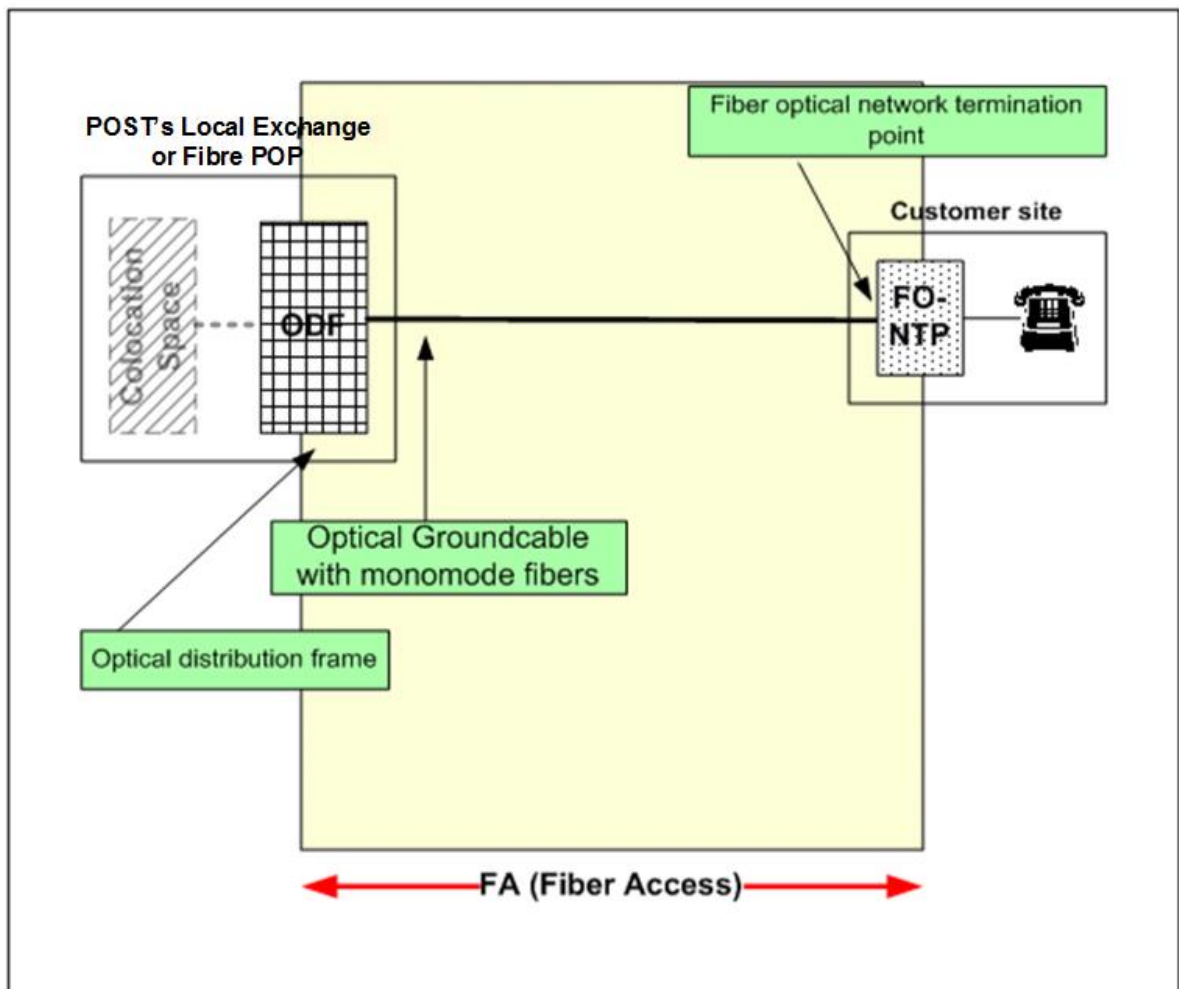 POST's Local Exchange
or Fibre POP
Fiber optical network termination
point
Customer site
Colocation
Space
ODF
FO-
NTP
Optical Groundcable
with monomode fibers
Optical distribution frame
FA (Fiber Access)